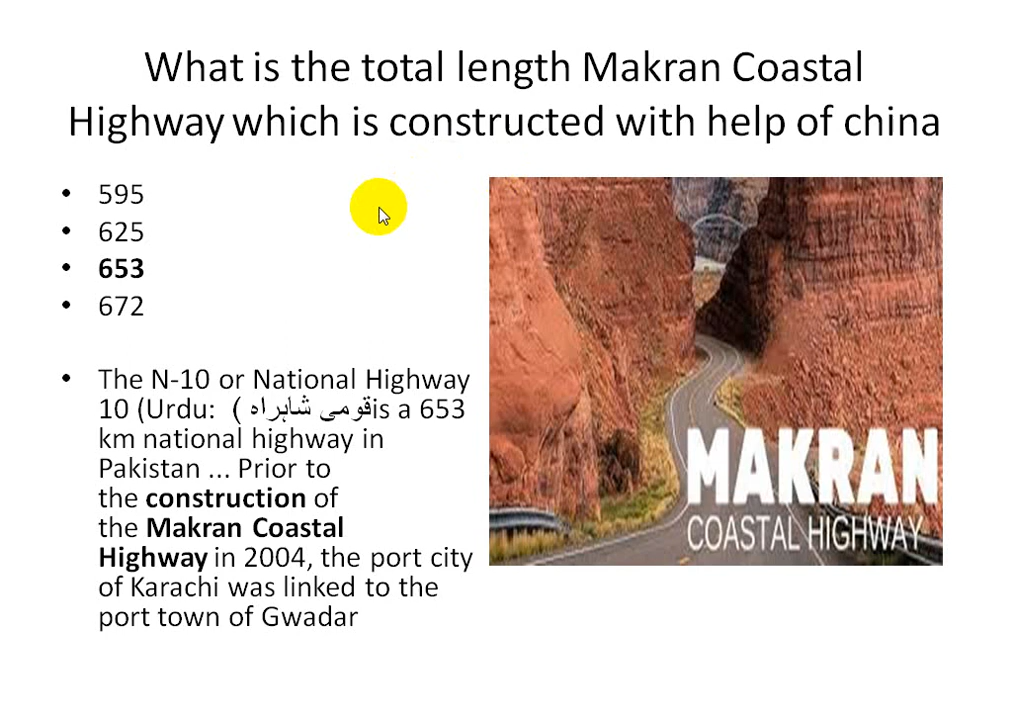 What is the total length Makran Coastal
Highway which is constructed with help of china
• 595
• 625
• 653
• 672
• The N-10 or National Highway
10 (Urdu: ( قومی شاہراہis a 653
km national highway in
Pakistan ... Prior to
the construction of
the Makran Coastal
Highway in 2004, the port city
of Karachi was linked to the
port town of Gwadar
MAKRAN
COASTAL HIGHWAY